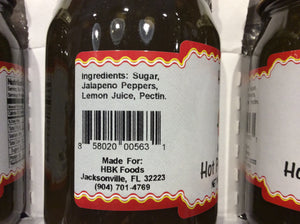 Ingredients: Sugar,
Jalapeno Peppers,
Lemon Juice, Pectin.
8 58020 00563 1
Made For:
HBK Foods
Jacksonville, FL 32223
(904) 701-4769
Hot